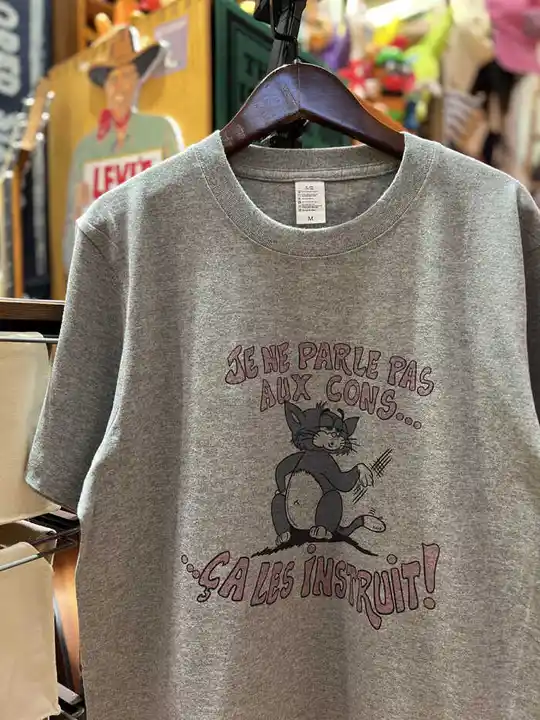 LEVI'S
M
JE NE PARLE PAS
AUX CONS...
...ÇA LES INSTRUIT!